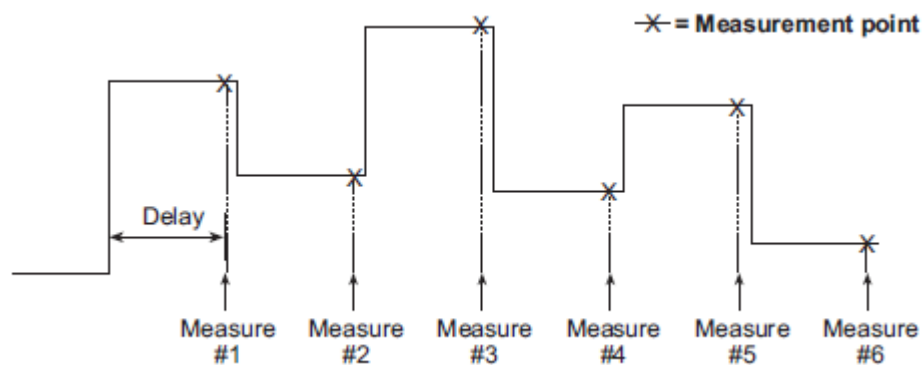 X = Measurement point
Delay
Measure #1
Measure #2
Measure #3
Measure #4
Measure #5
Measure #6